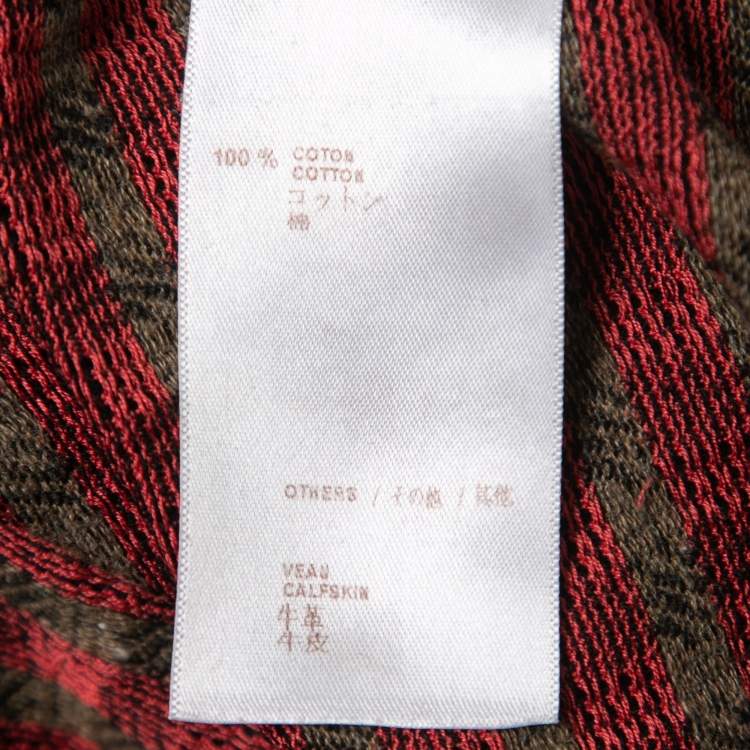 100 % COTON
COTTON
コットン
棉
OTHERS / その他 / 其他
VEAU
CALFSKIN
牛革
牛皮